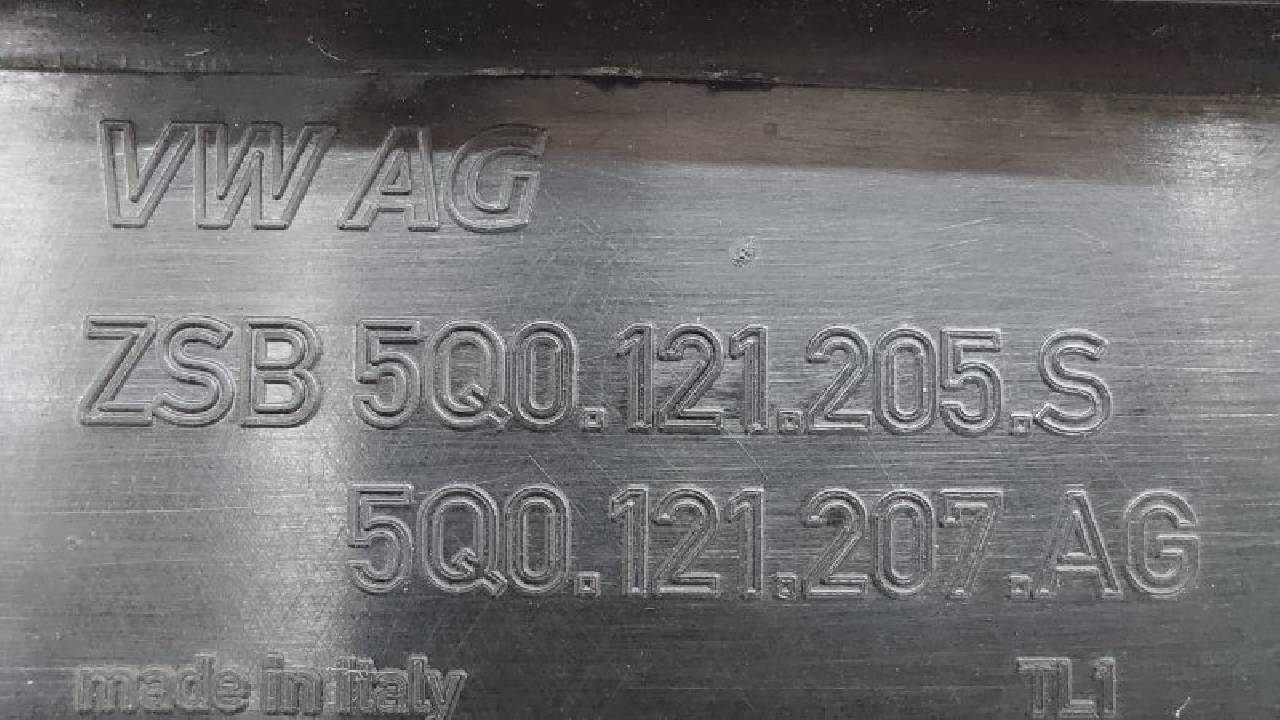 VW AG
ZSB 5Q0.121.205.S
5Q0.121.207.AG
made in italy TL1